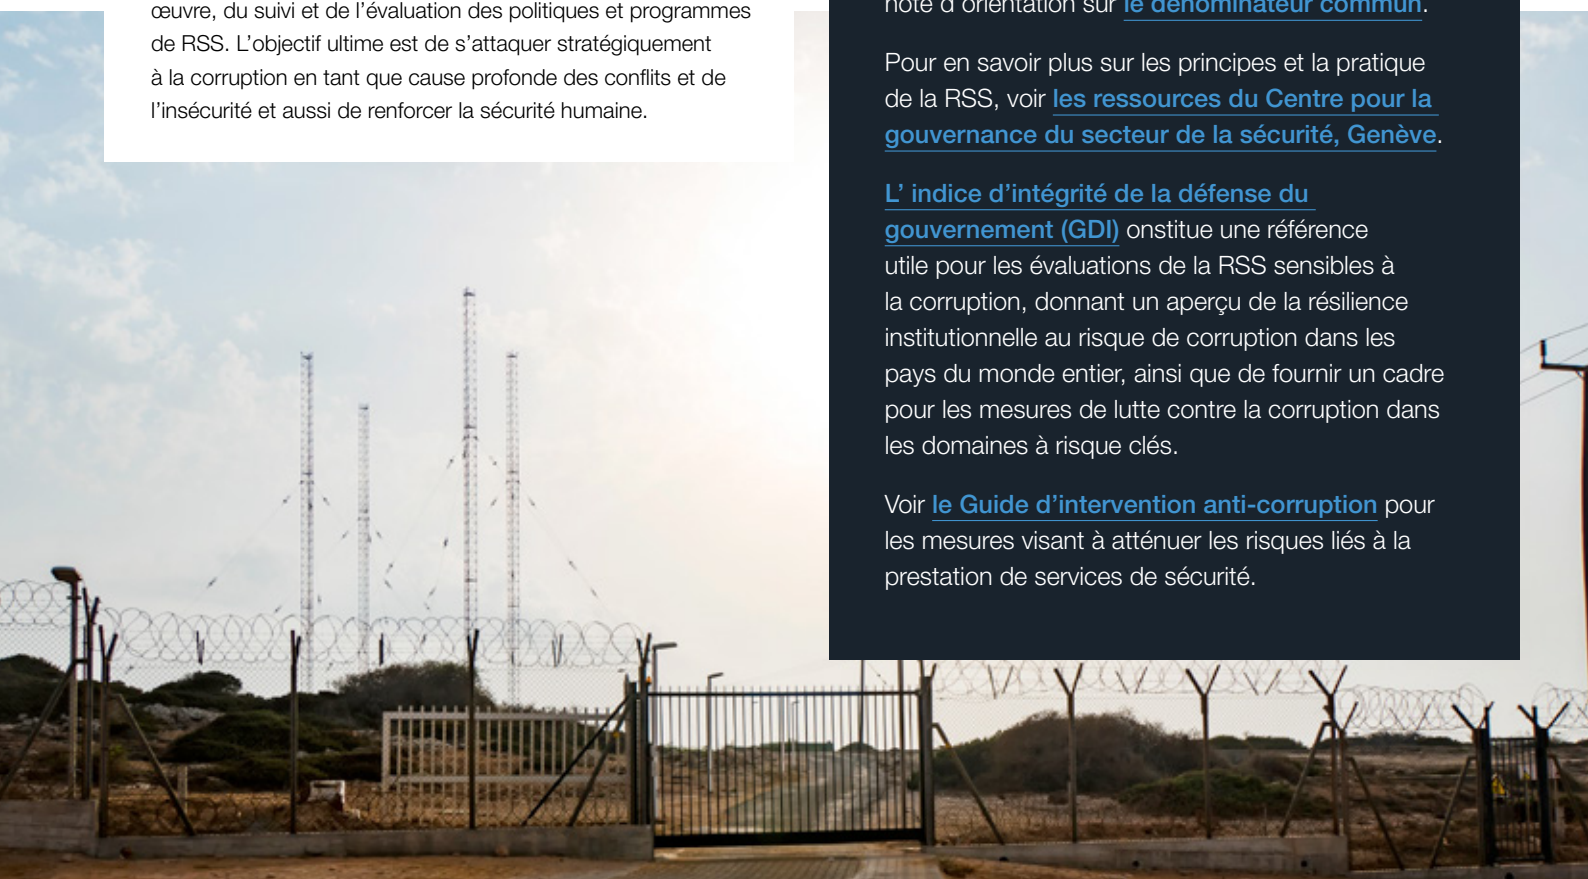 œuvre, du suivi et de l’évaluation des politiques et programmes
de RSS. L’objectif ultime est de s’attaquer stratégiquement
à la corruption en tant que cause profonde des conflits et de
l’insécurité et aussi de renforcer la sécurité humaine.
note d’orientation sur le dénominateur commun.
Pour en savoir plus sur les principes et la pratique
de la RSS, voir les ressources du Centre pour la
gouvernance du secteur de la sécurité, Genève.
L’ indice d’intégrité de la défense du
gouvernement (GDI) onstitue une référence
utile pour les évaluations de la RSS sensibles à
la corruption, donnant un aperçu de la résilience
institutionnelle au risque de corruption dans les
pays du monde entier, ainsi que de fournir un cadre
pour les mesures de lutte contre la corruption dans
les domaines à risque clés.
Voir le Guide d’intervention anti-corruption pour
les mesures visant à atténuer les risques liés à la
prestation de services de sécurité.